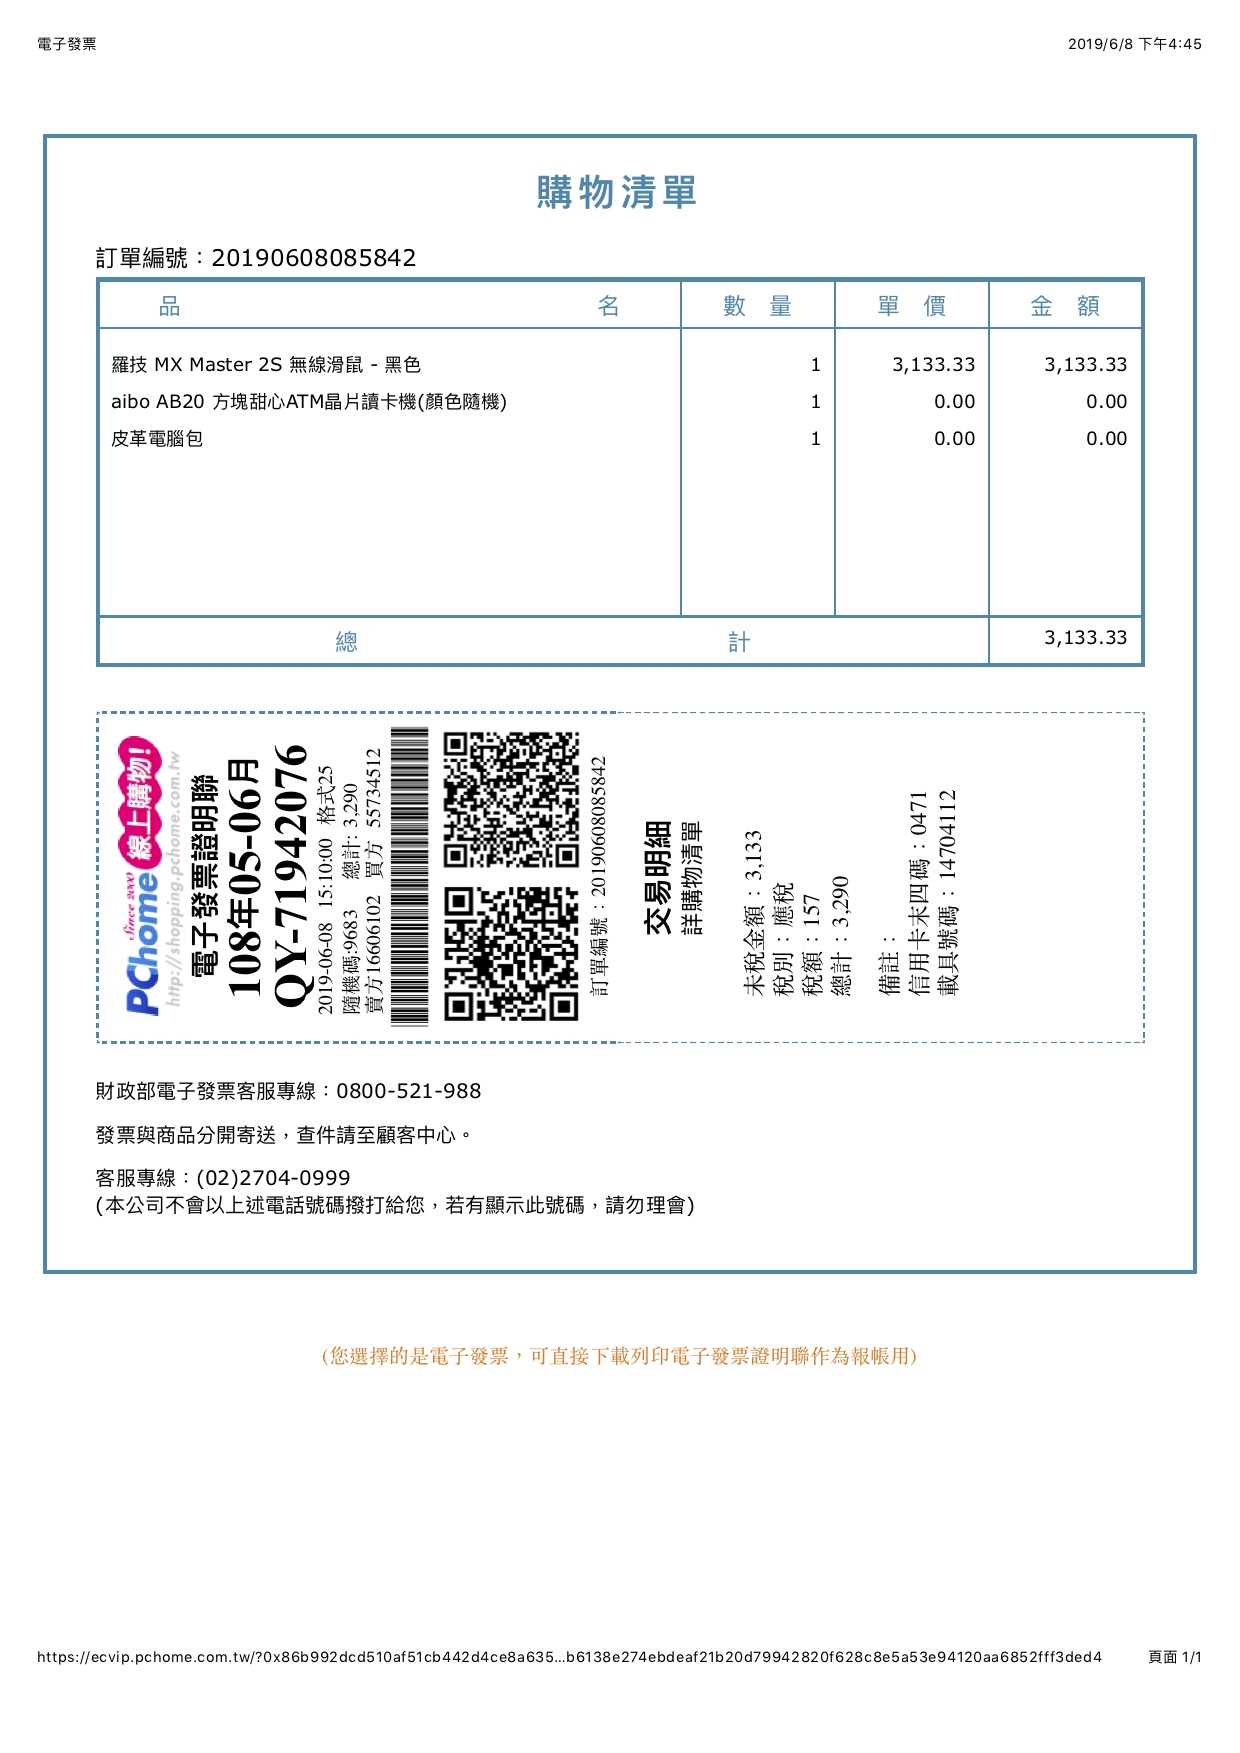 電子發票
2019/6/8 下午4:45
購物清單
訂單編號：20190608085842
品 名 數 量 單 價 金 額
羅技 MX Master 2S 無線滑鼠 - 黑色 1 3,133.33 3,133.33
aibo AB20 方塊甜心ATM晶片讀卡機(顏色隨機) 1 0.00 0.00
皮革電腦包 1 0.00 0.00
總 計 3,133.33
Since 2000
PChome 線上購物!
http://shopping.pchome.com.tw
電子發票證明聯
108年05-06月
QY-71942076
2019-06-08 15:10:00 格式25
隨機碼:9683 總計: 3,290
賣方16606102 買方 55734512
訂單編號：20190608085842
交易明細
詳購物清單
未稅金額：3,133
稅別：應稅
稅額：157
總計：3,290
備註：
信用卡末四碼：0471
載具號碼：14704112
財政部電子發票客服專線：0800-521-988
發票與商品分開寄送，查件請至顧客中心。
客服專線：(02)2704-0999
(本公司不會以上述電話號碼撥打給您，若有顯示此號碼，請勿理會)
(您選擇的是電子發票，可直接下載列印電子發票證明聯作為報帳用)
https://ecvip.pchome.com.tw/?0x86b992dcd510af51cb442d4ce8a635…b6138e274ebdeaf21b20d79942820f628c8e5a53e94120aa6852fff3ded4
頁面 1/1